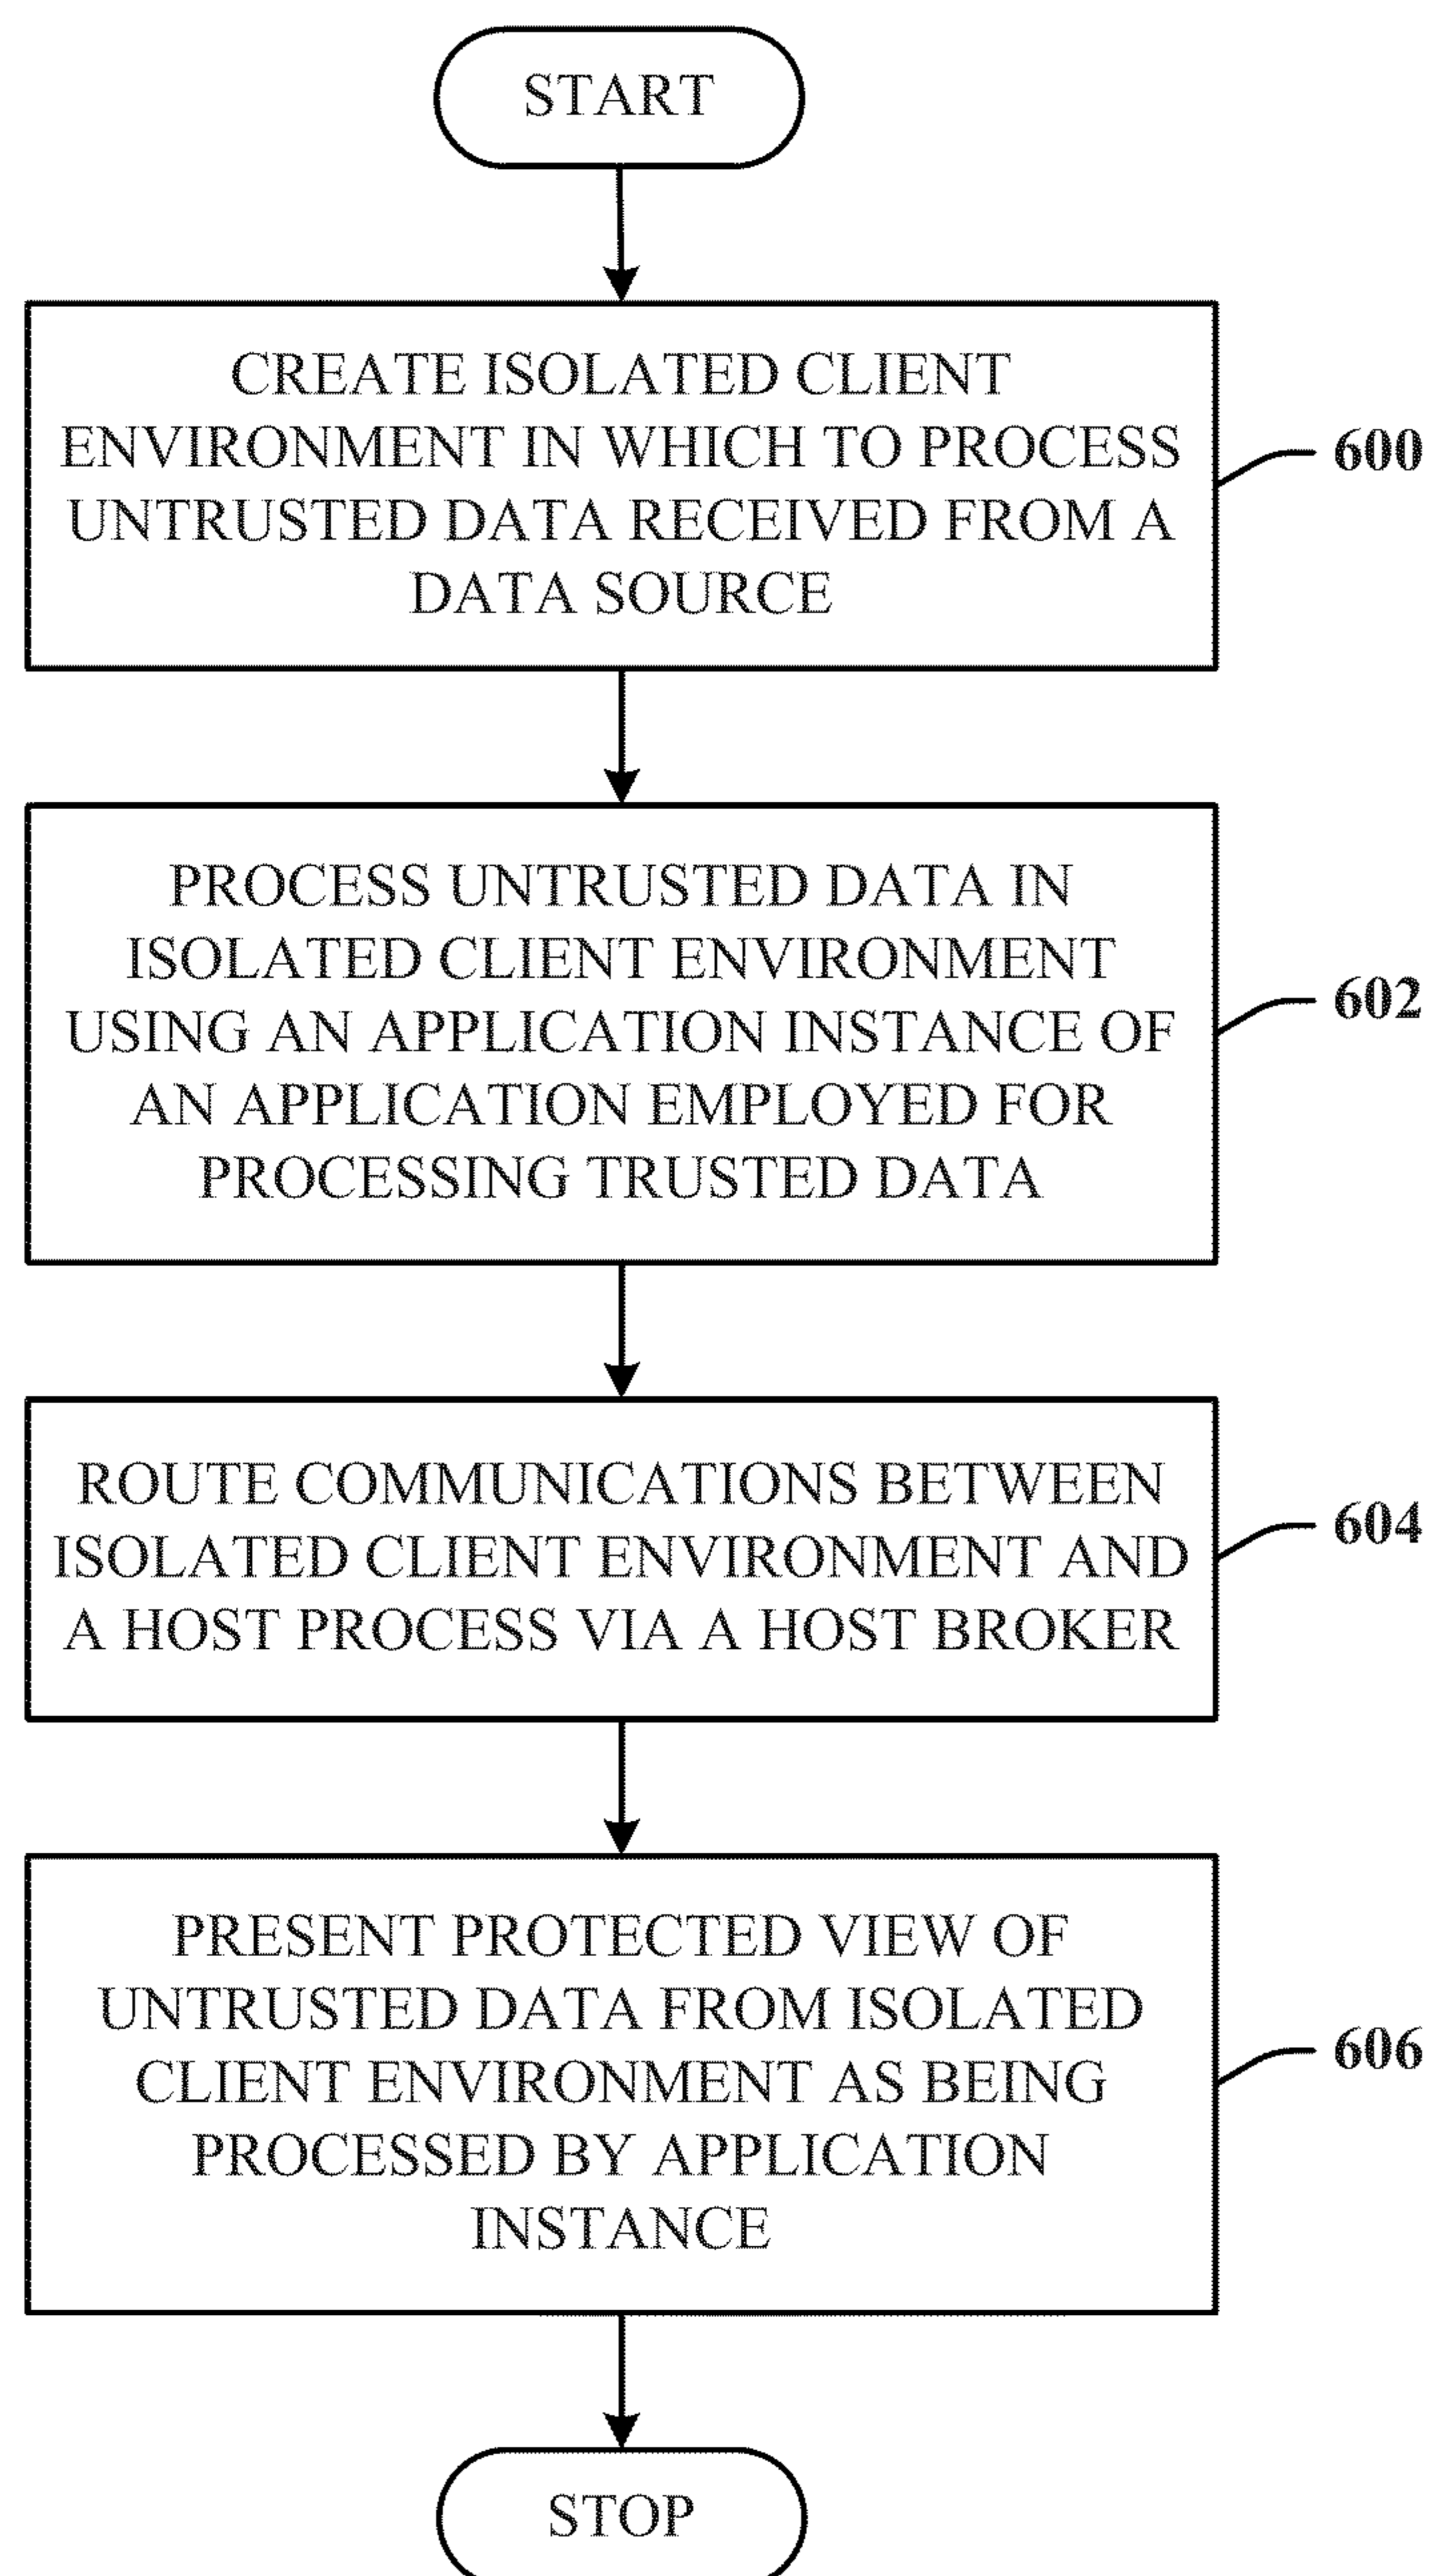 START
CREATE ISOLATED CLIENT
ENVIRONMENT IN WHICH TO PROCESS
UNTRUSTED DATA RECEIVED FROM A
DATA SOURCE
600
PROCESS UNTRUSTED DATA IN
ISOLATED CLIENT ENVIRONMENT
USING AN APPLICATION INSTANCE OF
AN APPLICATION EMPLOYED FOR
PROCESSING TRUSTED DATA
602
ROUTE COMMUNICATIONS BETWEEN
ISOLATED CLIENT ENVIRONMENT AND
A HOST PROCESS VIA A HOST BROKER
604
PRESENT PROTECTED VIEW OF
UNTRUSTED DATA FROM ISOLATED
CLIENT ENVIRONMENT AS BEING
PROCESSED BY APPLICATION
INSTANCE
606
STOP